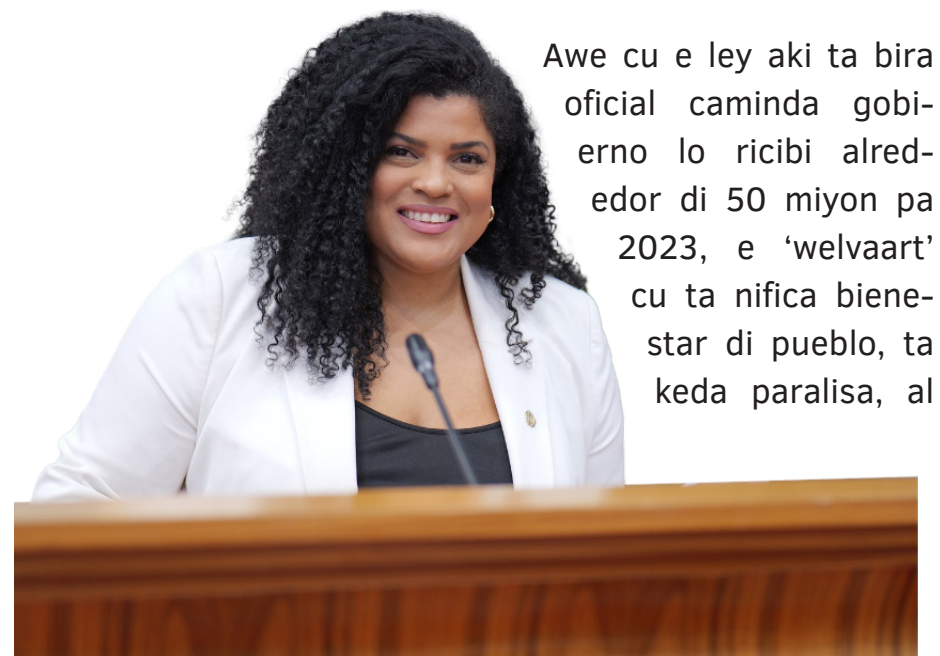 Awe cu e ley aki ta bira
oficial caminda gobi-
erno lo ricibi alred-
edor di 50 miyon pa
2023, e ‘welvaart’
cu ta nifica biene-
star di pueblo, ta
keda paralisa, al